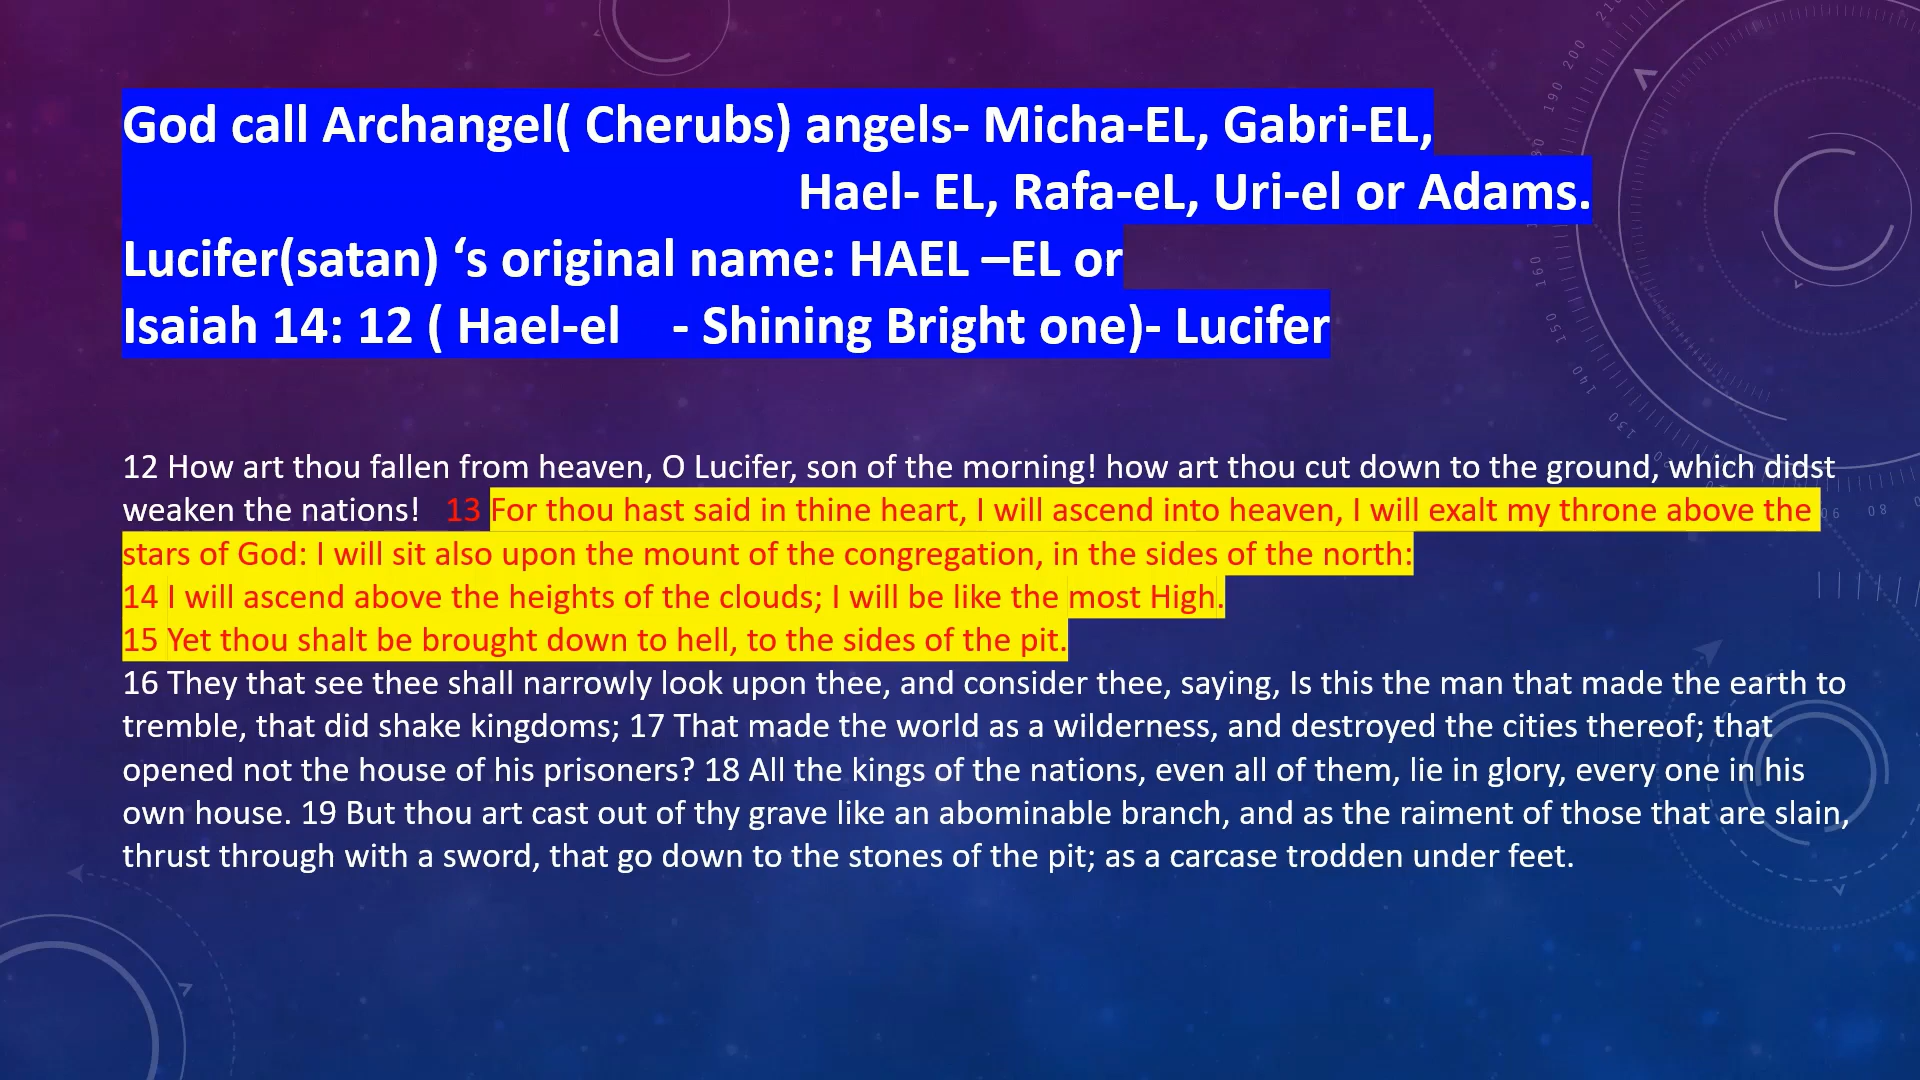 God call Archangel( Cherubs) angels- Micha-EL, Gabri-EL,
Hael- EL, Rafa-eL, Uri-el or Adams.
Lucifer(satan) ‘s original name: HAEL –EL or
Isaiah 14: 12 ( Hael-el - Shining Bright one)- Lucifer
12 How art thou fallen from heaven, O Lucifer, son of the morning! how art thou cut down to the ground, which didst
weaken the nations! 13 For thou hast said in thine heart, I will ascend into heaven, I will exalt my throne above the
stars of God: I will sit also upon the mount of the congregation, in the sides of the north:
14 I will ascend above the heights of the clouds; I will be like the most High.
15 Yet thou shalt be brought down to hell, to the sides of the pit.
16 They that see thee shall narrowly look upon thee, and consider thee, saying, Is this the man that made the earth to
tremble, that did shake kingdoms; 17 That made the world as a wilderness, and destroyed the cities thereof; that
opened not the house of his prisoners? 18 All the kings of the nations, even all of them, lie in glory, every one in his
own house. 19 But thou art cast out of thy grave like an abominable branch, and as the raiment of those that are slain,
thrust through with a sword, that go down to the stones of the pit; as a carcase trodden under feet.
210
200
190
160
150
140
130
80